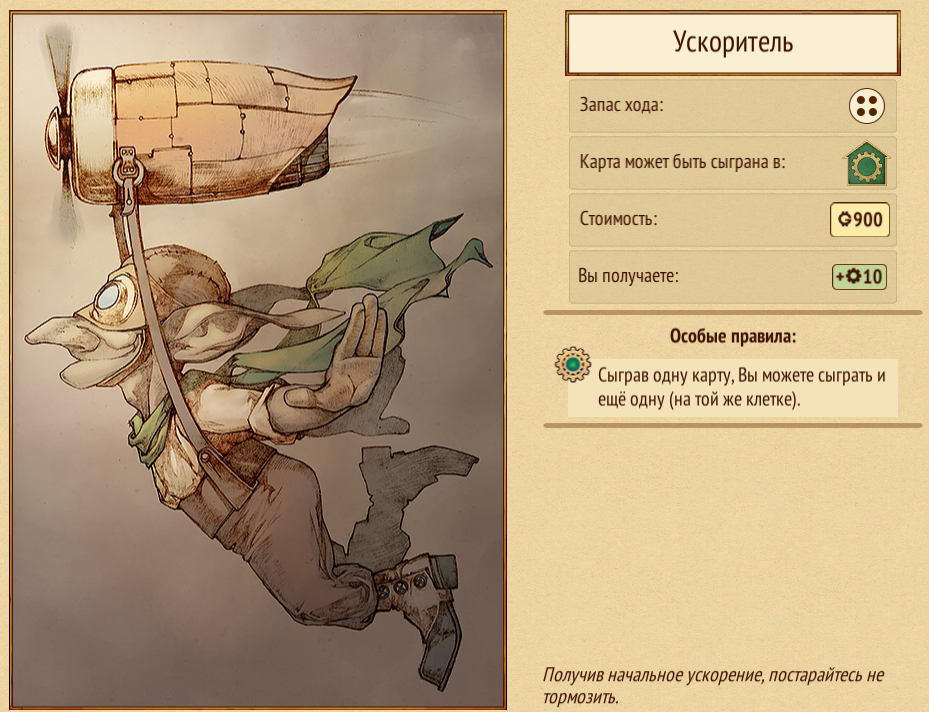 Ускоритель
Запас хода:
Карта может быть сыграна в:
Стоимость:
900
Вы получаете:
+10
Особые правила:
Сыграв одну карту, Вы можете сыграть и
ещё одну (на той же клетке).
Получив начальное ускорение, постарайтесь не
тормозить.